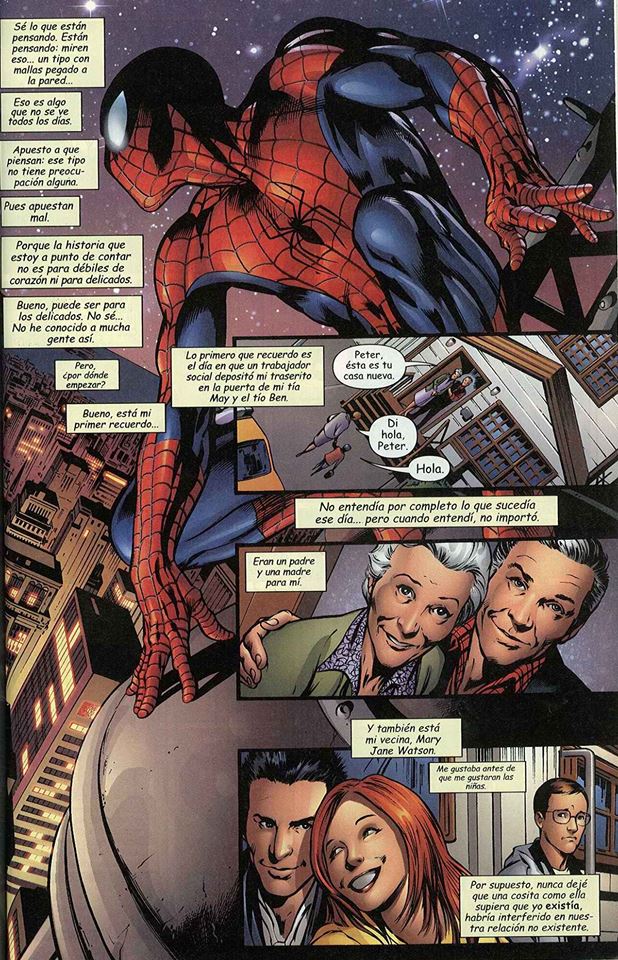 Sé lo que están
pensando. Están
pensando: miren
eso... un tipo con
mallas pegado a
la pared...
Eso es algo
que no se ve
todos los días.
Apuesto a que
piensan: ese tipo
no tiene preocu-
pación alguna.
Pues apuestan
mal.
Porque la historia que
estoy a punto de contar
no es para débiles de
corazón ni para delicados.
Bueno, puede ser para
los delicados. No sé...
No he conocido a mucha
gente así.
Pero,
¿por dónde
empezar?
Bueno, está mi
primer recuerdo...
Lo primero que recuerdo es
el día en que un trabajador
social depositó mi traserito
en la puerta de mi tía
May y el tío Ben.
Peter,
ésta es tu
casa nueva.
Di
hola,
Peter.
Hola.
No entendía por completo lo que sucedía
ese día... pero cuando entendí, no importó.
Eran un padre
y una madre
para mí.
Y también está
mi vecina, Mary
Jane Watson.
Me gustaba antes de
que me gustaran las
niñas.
Por supuesto, nunca dejé
que una cosita como ella
supiera que yo existía,
habría interferido en nues-
tra relación no existente.